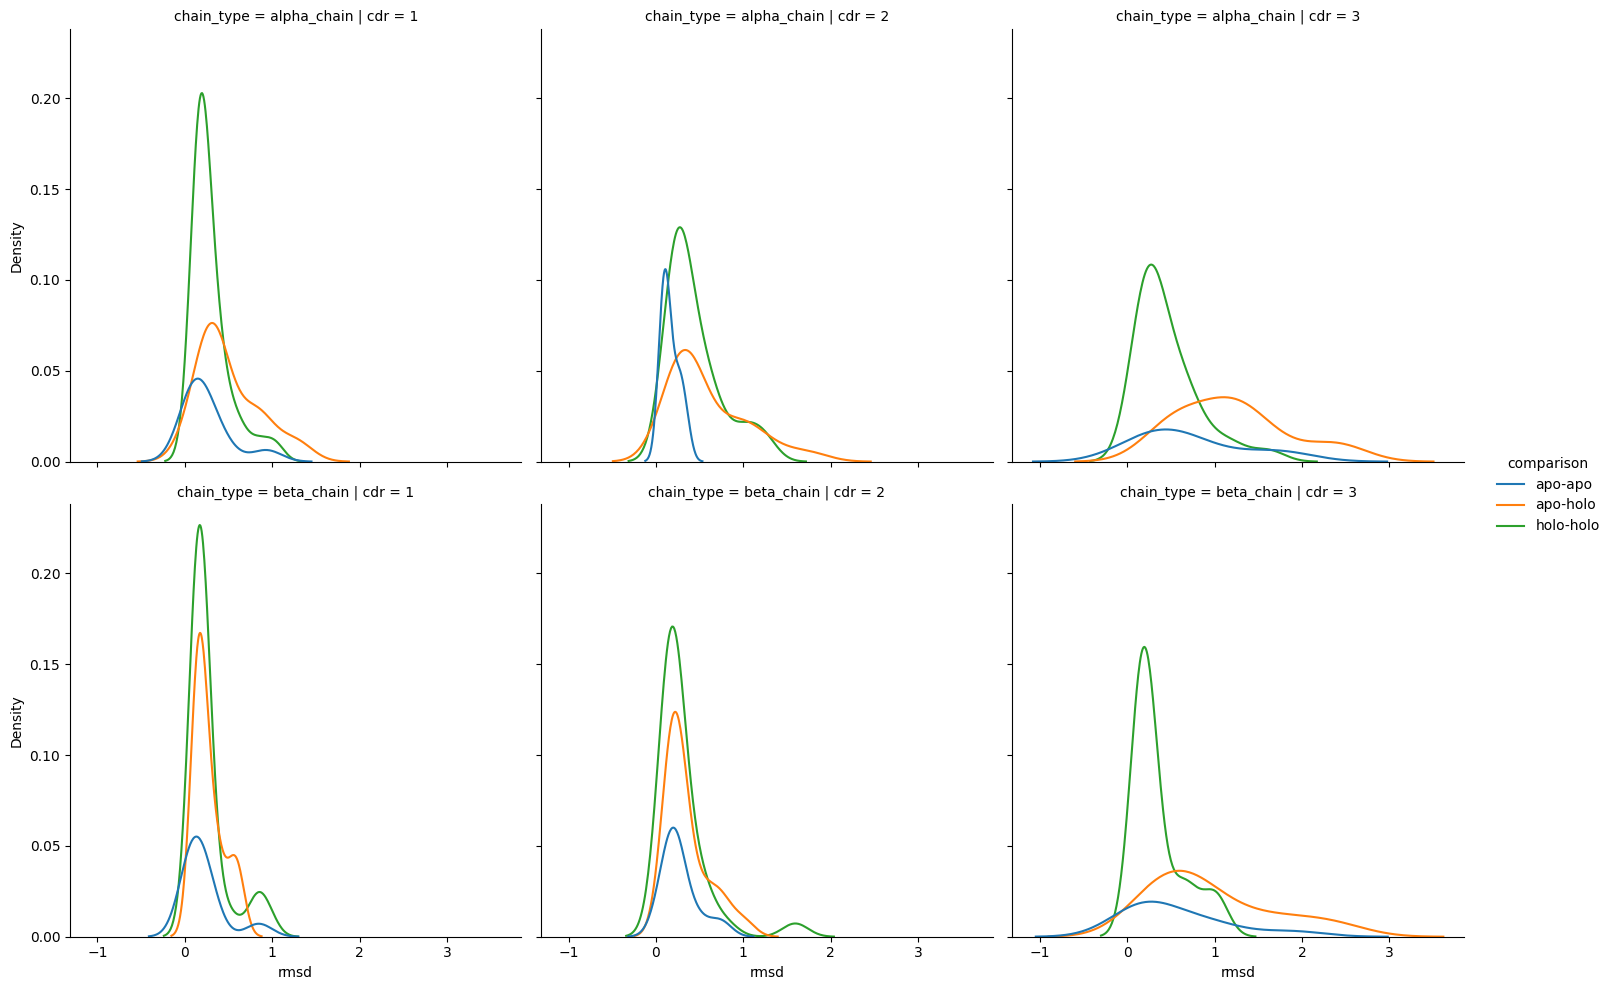 chain_type = alpha_chain | cdr = 1
chain_type = alpha_chain | cdr = 2
chain_type = alpha_chain | cdr = 3
0.20
0.15
0.10
0.05
0.00
Density
chain_type = beta_chain | cdr = 1
chain_type = beta_chain | cdr = 2
chain_type = beta_chain | cdr = 3
0.20
0.15
0.10
0.05
0.00
Density
−1 0 1 2 3
−1 0 1 2 3
−1 0 1 2 3
rmsd
rmsd
rmsd
comparison
apo-apo
apo-holo
holo-holo